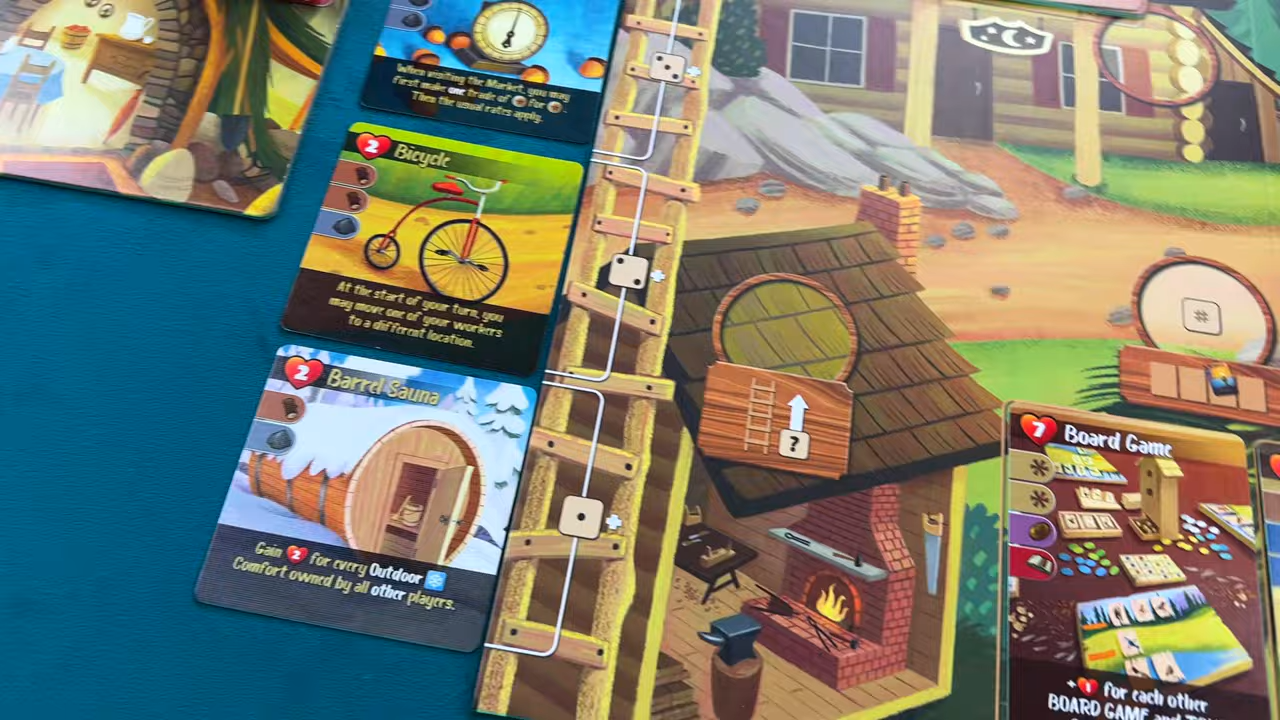 When visiting the Market, you may
first make one trade of for .
Then the usual rates apply.
2 Bicycle
At the start of your turn, you
may move one of your workers
to a different location.
2 Barrel Sauna
Gain 2 for every Outdoor
Comfort owned by all other players.
?
#
7 Board Game
+1 for each other
BOARD GAME